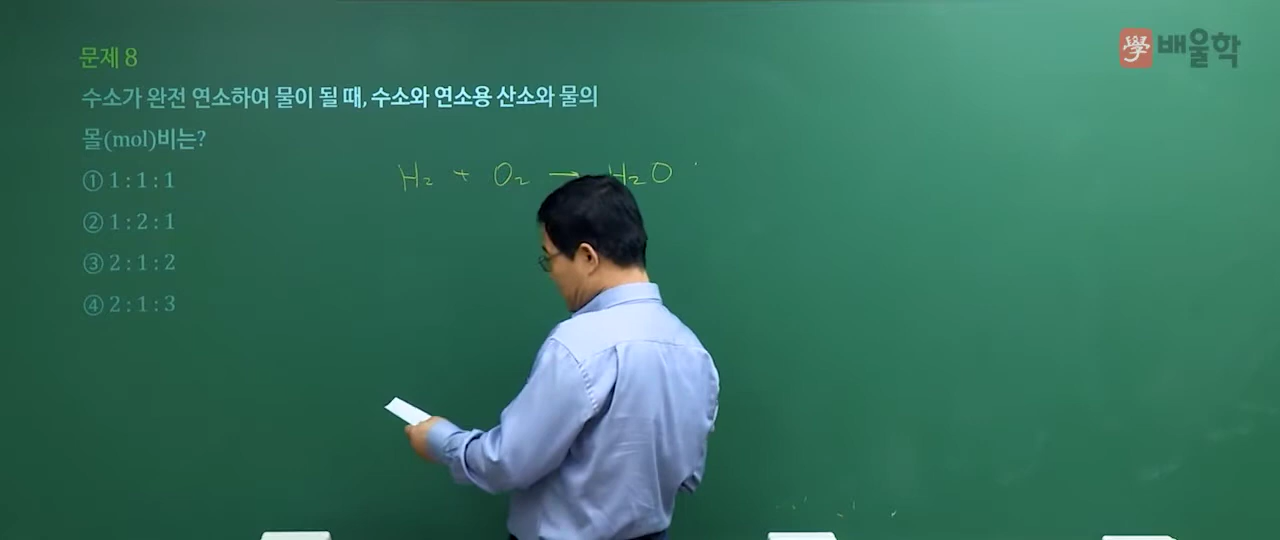 문제 8
學 배울학
수소가 완전 연소하여 물이 될 때, 수소와 연소용 산소와 물의
몰(mol)비는?
① 1 : 1 : 1
② 1 : 2 : 1
③ 2 : 1 : 2
④ 2 : 1 : 3
H₂ + O₂ → H₂O